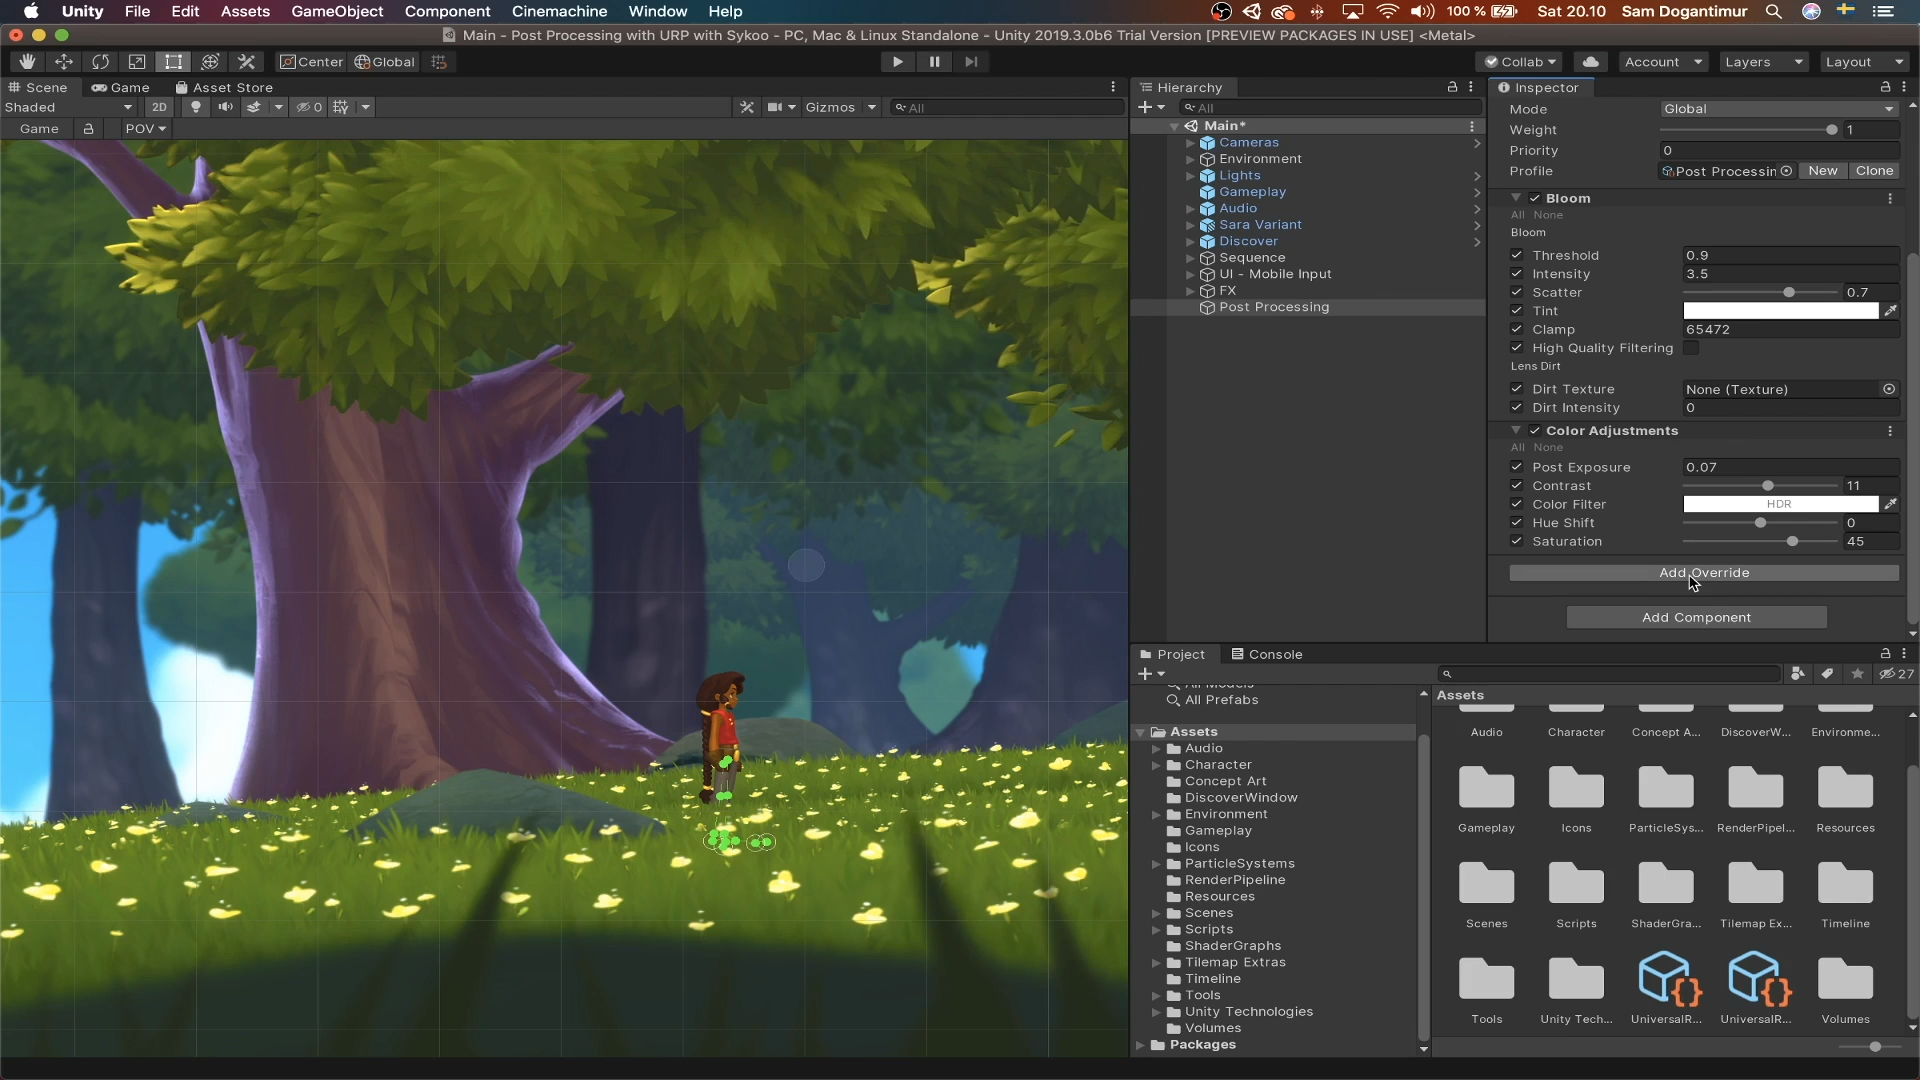 Unity File Edit Assets GameObject Component Cinemachine Window Help 100 % Sat 20.10 Sam Dogantimur
Main - Post Processing with URP with Sykoo - PC, Mac & Linux Standalone - Unity 2019.3.0b6 Trial Version [PREVIEW PACKAGES IN USE] <Metal>
Center Global Collab Account Layers Layout
Scene Game Asset Store
Shaded 2D 0 Gizmos All
Game POV
Hierarchy
All
Main*
Cameras
Environment
Lights
Gameplay
Audio
Sara Variant
Discover
Sequence
UI - Mobile Input
FX
Post Processing
Inspector
Mode Global
Weight 1
Priority 0
Profile Post Processin New Clone
Bloom
All None
Bloom
Threshold 0.9
Intensity 3.5
Scatter 0.7
Tint
Clamp 65472
High Quality Filtering
Lens Dirt
Dirt Texture None (Texture)
Dirt Intensity 0
Color Adjustments
All None
Post Exposure 0.07
Contrast 11
Color Filter HDR
Hue Shift 0
Saturation 45
Add Override
Add Component
Project Console
27
All Models
All Prefabs
Assets
Audio
Character
Concept Art
DiscoverWindow
Environment
Gameplay
Icons
ParticleSystems
RenderPipeline
Resources
Scenes
Scripts
ShaderGraphs
Tilemap Extras
Timeline
Tools
Unity Technologies
Volumes
Packages
Assets
Audio Character Concept A... DiscoverW... Environme...
Gameplay Icons ParticleSys... RenderPipel... Resources
Scenes Scripts ShaderGra... Tilemap Ex... Timeline
Tools Unity Tech... UniversalR... UniversalR... Volumes